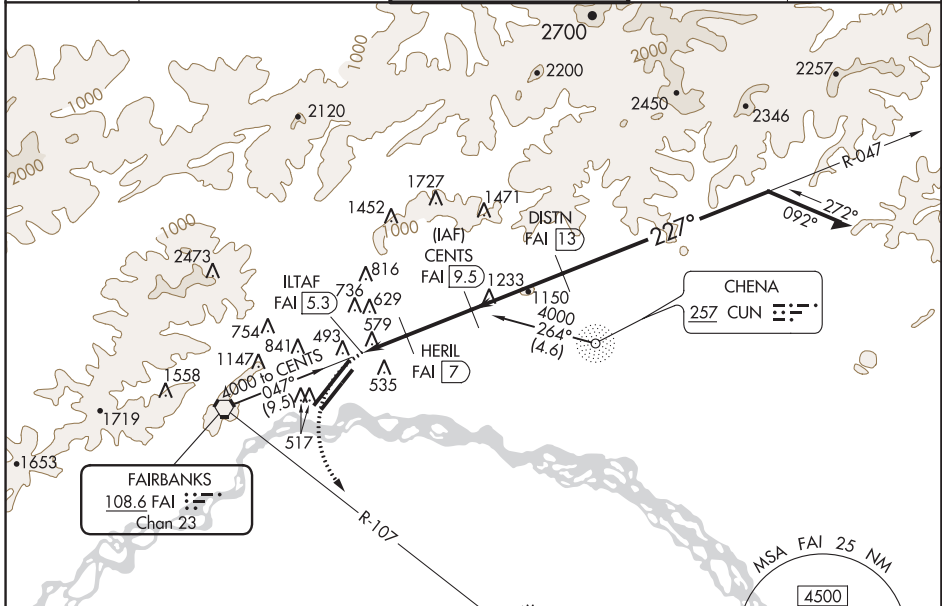 2700
1000
2000
2200
2257
2450
2346
1000
2120
2000
R-047
1727
1452
1471
1000
DISTN
FAI 13
227°
272°
092°
(IAF)
CENTS
FAI 9.5
1000
2473
816
ILTAF
FAI 5.3
736
629
1233
1150
4000
264°
(4.6)
CHENA
257 CUN
754
841
493
579
HERIL
FAI 7
1147
4000 to CENTS
047°
(9.5)
535
1558
1719
517
1653
FAIRBANKS
108.6 FAI
Chan 23
R-107
MSA FAI 25 NM
4500